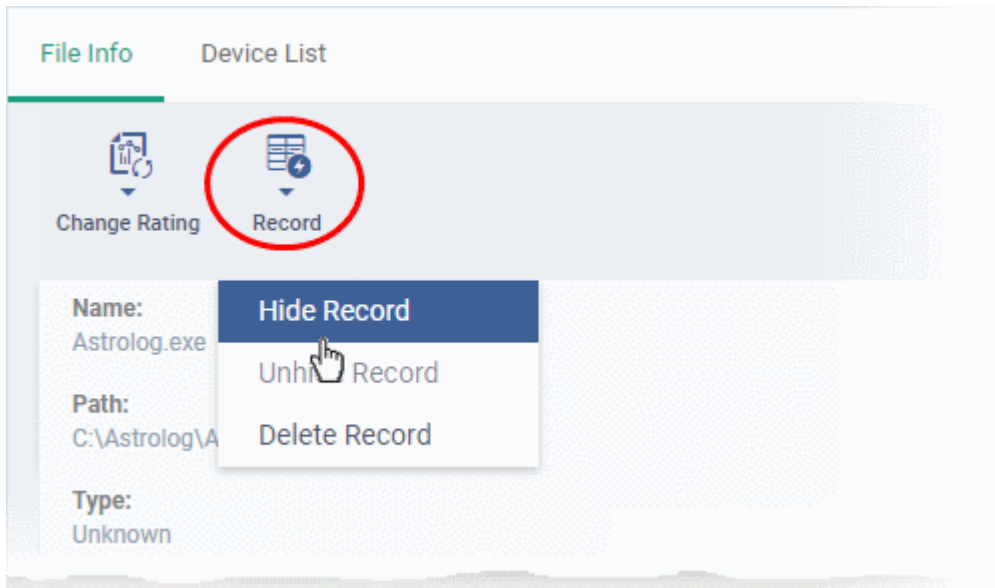 File Info Device List
Change Rating Record
Name:
Astrolog.exe
Path:
C:\Astrolog\A
Type:
Unknown
Hide Record
Record
Delete Record